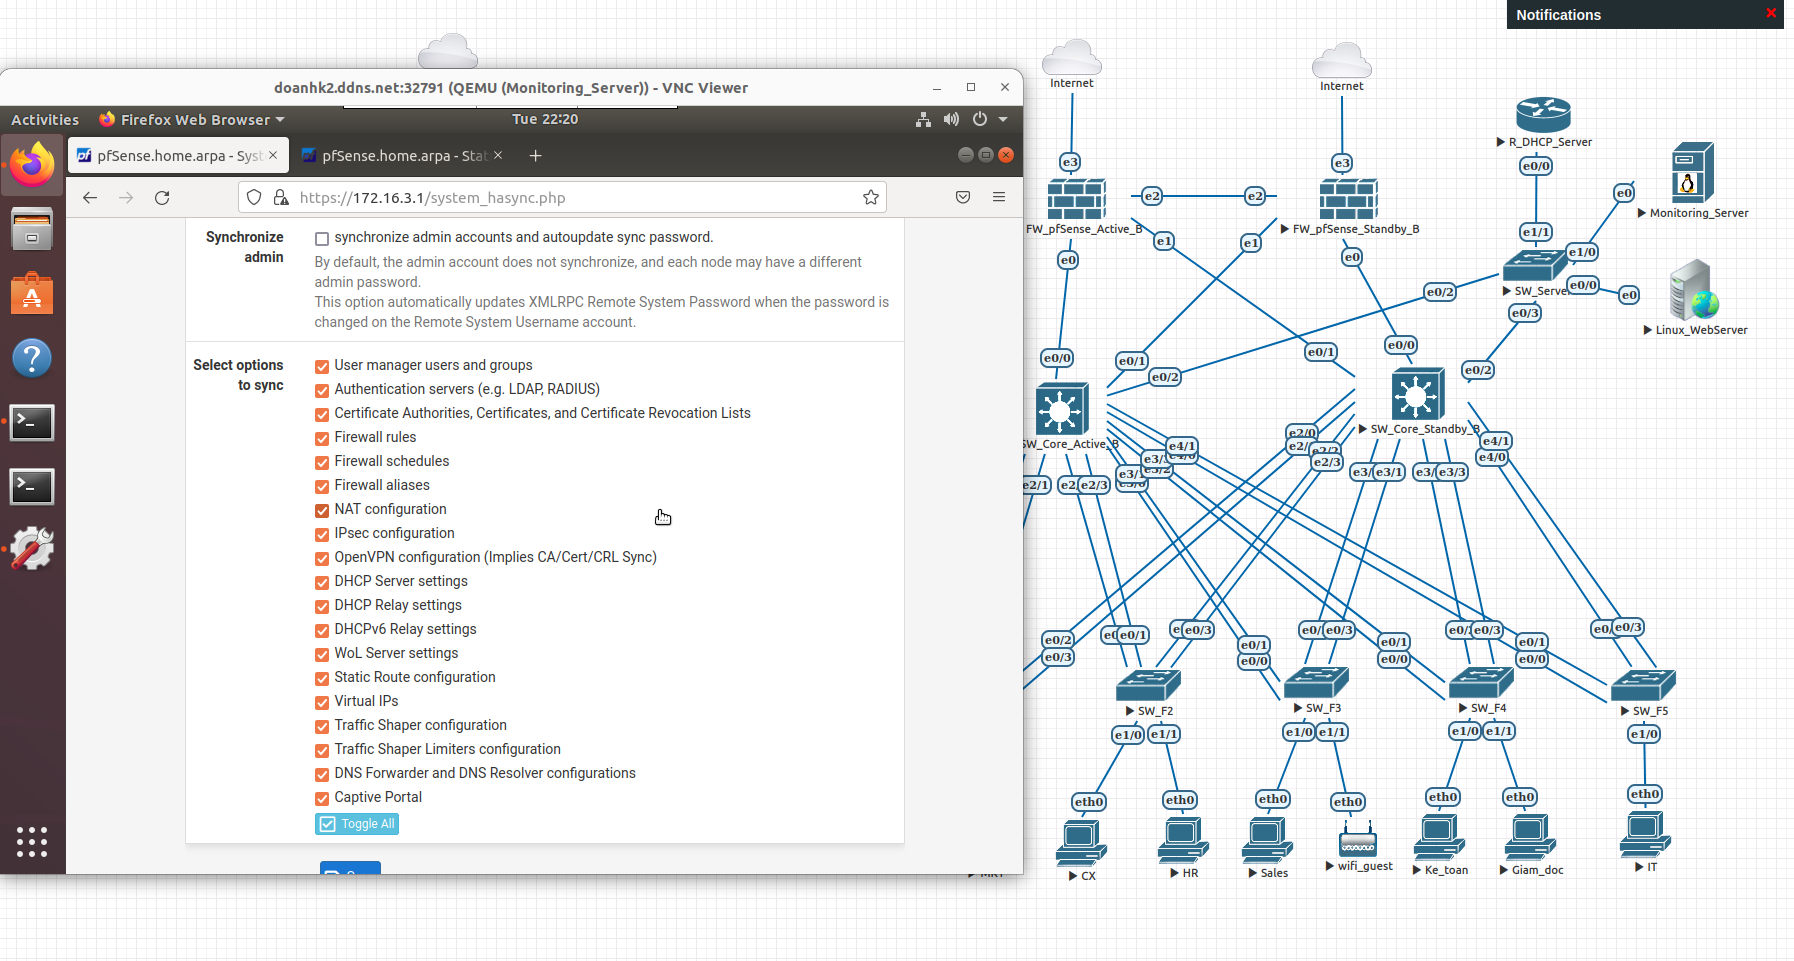 Notifications
doanhk2.ddns.net:32791 (QEMU (Monitoring_Server)) - VNC Viewer
Activities
Firefox Web Browser
Tue 22:20
pfSense.home.arpa - Syst
pfSense.home.arpa - Stat
https://172.16.3.1/system_hasync.php
Synchronize admin
synchronize admin accounts and autoupdate sync password.
By default, the admin account does not synchronize, and each node may have a different
admin password.
This option automatically updates XMLRPC Remote System Password when the password is
changed on the Remote System Username account.
Select options to sync
User manager users and groups
Authentication servers (e.g. LDAP, RADIUS)
Certificate Authorities, Certificates, and Certificate Revocation Lists
Firewall rules
Firewall schedules
Firewall aliases
NAT configuration
IPsec configuration
OpenVPN configuration (Implies CA/Cert/CRL Sync)
DHCP Server settings
DHCP Relay settings
DHCPv6 Relay settings
WoL Server settings
Static Route configuration
Virtual IPs
Traffic Shaper configuration
Traffic Shaper Limiters configuration
DNS Forwarder and DNS Resolver configurations
Captive Portal
Toggle All
Internet
Internet
R_DHCP_Server
e3
e3
e0/0
e0
Monitoring_Server
e2
e2
FW_pfSense_Active_B
FW_pfSense_Standby_B
e1
e1
e1/1
e0
e0
e1/0
SW_Server
e0/0
e0
e0/2
e0/3
Linux_WebServer
e0/0
e0/1
e0/1
e0/0
e0/2
e0/2
SW_Core_Active_B
SW_Core_Standby_B
e2/0
e4/1
e4/1
e4/0
e2/3
e2/1
e2/3
e3/1
e3/3
e0/2
e0/1
e0/3
e0/3
e0/1
e0/0
e0/3
e0/1
e0/0
e0/3
e0/1
e0/0
e0/3
SW_F2
SW_F3
SW_F4
SW_F5
e1/0
e1/1
e1/0
e1/1
e1/0
e1/1
e1/0
eth0
eth0
eth0
eth0
eth0
eth0
eth0
CX
HR
Sales
wifi_guest
Ke_toan
Giam_doc
IT